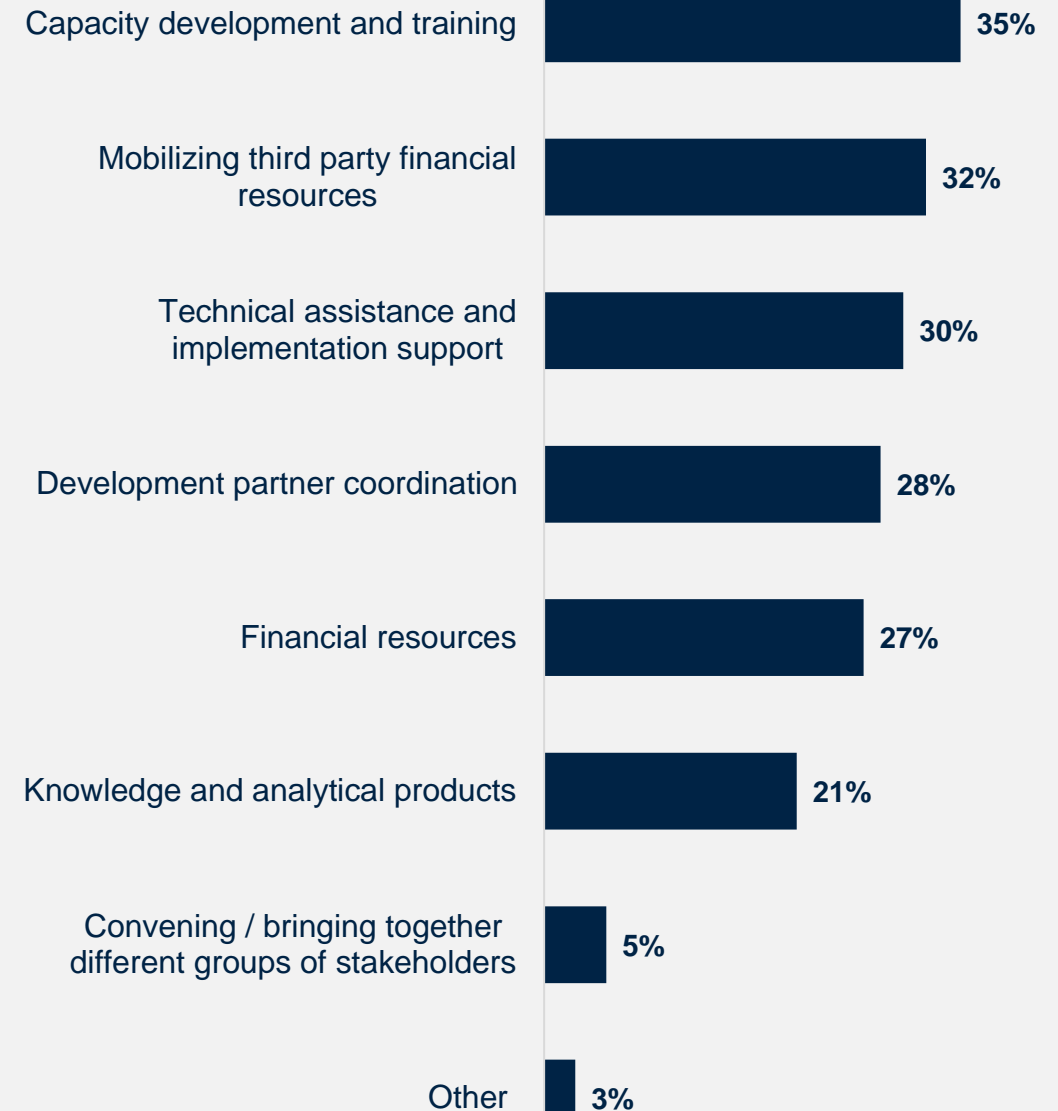 Capacity development and training
35%
Mobilizing third party financial
resources
32%
Technical assistance and
implementation support
30%
Development partner coordination
28%
Financial resources
27%
Knowledge and analytical products
21%
Convening / bringing together
different groups of stakeholders
5%
Other
3%